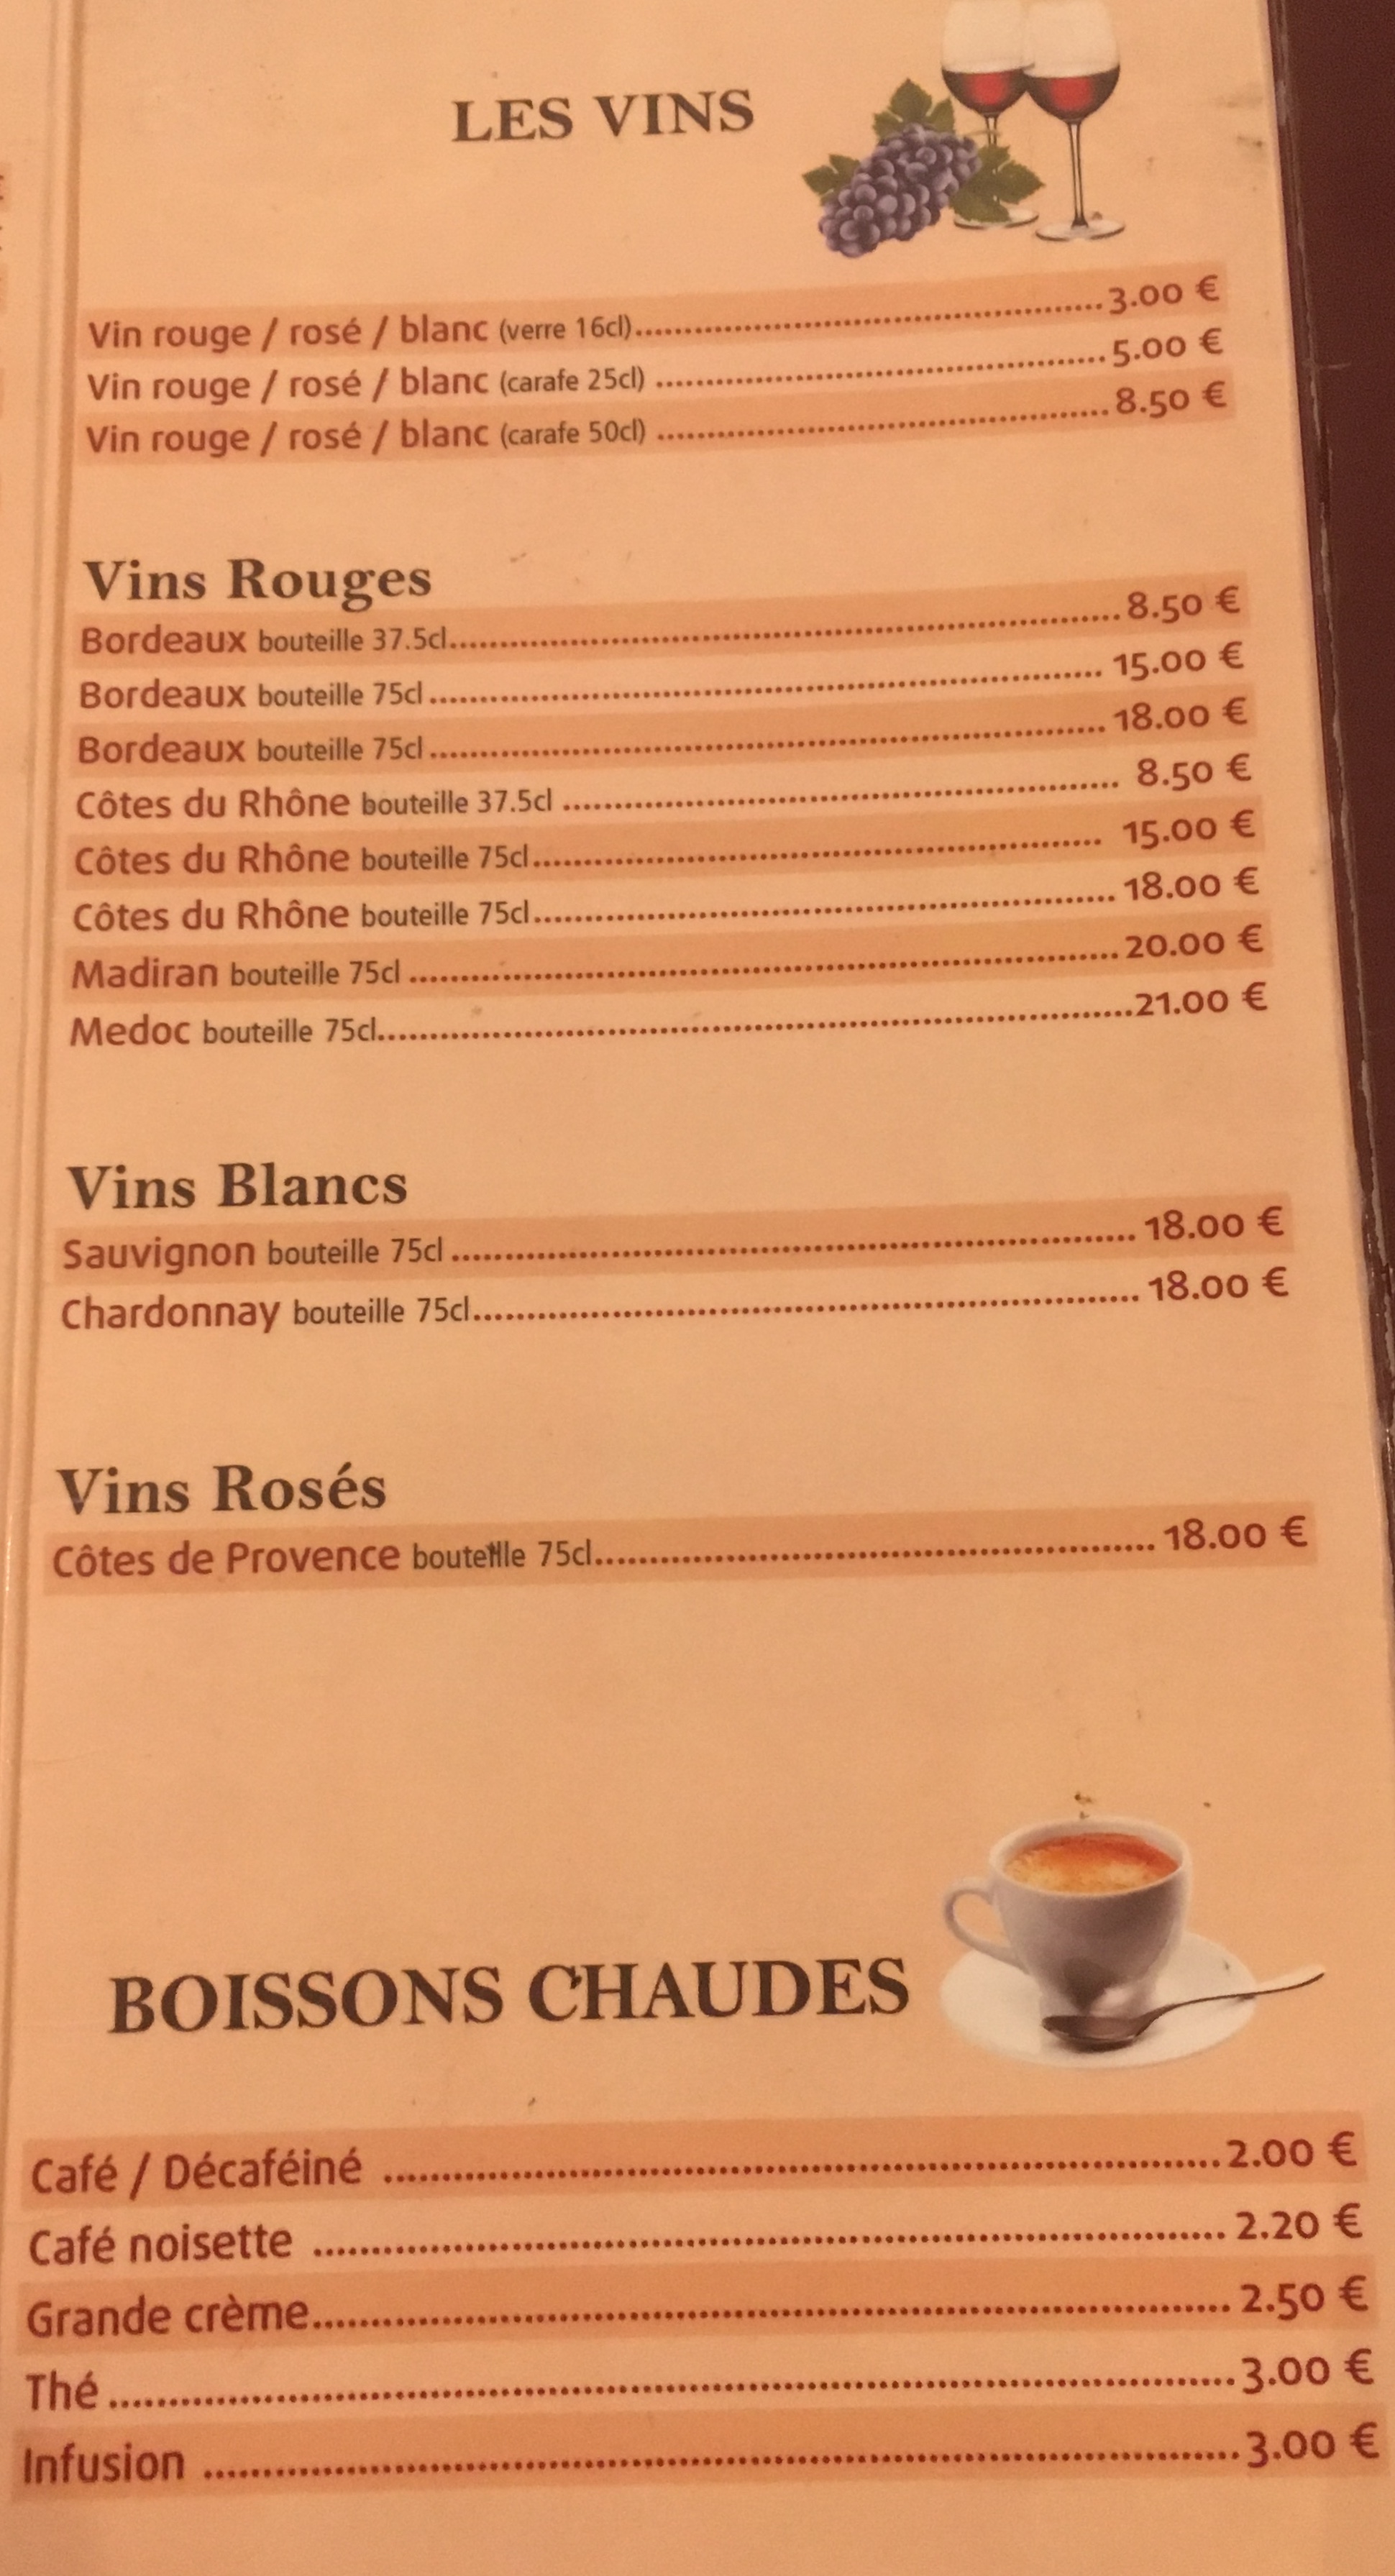 LES VINS
Vin rouge / rosé / blanc (verre 16cl)..........3.00 €
Vin rouge / rosé / blanc (carafe 25cl) ..........5.00 €
Vin rouge / rosé / blanc (carafe 50cl) ..........8.50 €
Vins Rouges
Bordeaux bouteille 37.5cl..........8.50 €
Bordeaux bouteille 75cl .......... 15.00 €
Bordeaux bouteille 75cl .......... 18.00 €
Côtes du Rhône bouteille 37.5cl .......... 8.50 €
Côtes du Rhône bouteille 75cl.......... 15.00 €
Côtes du Rhône bouteille 75cl.......... 18.00 €
Madiran bouteille 75cl ..........20.00 €
Medoc bouteille 75cl..........21.00 €
Vins Blancs
Sauvignon bouteille 75cl .......... 18.00 €
Chardonnay bouteille 75cl.......... 18.00 €
Vins Rosés
Côtes de Provence bouteille 75cl.......... 18.00 €
BOISSONS CHAUDES
Café / Décaféiné ..........2.00 €
Café noisette .......... 2.20 €
Grande crème.......... 2.50 €
Thé ..........3.00 €
Infusion ..........3.00 €